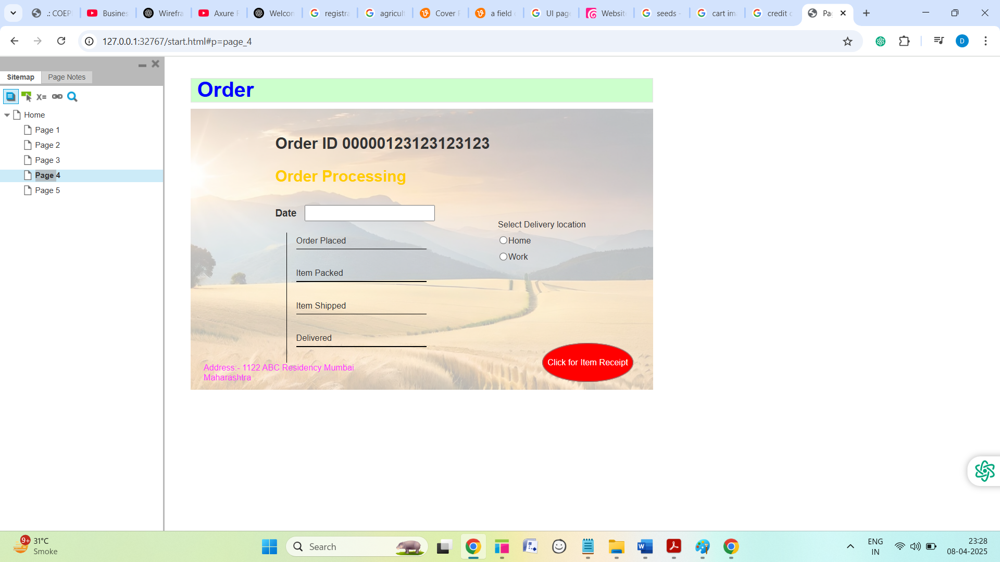 .: COEP
Busines
Wirefra
Axure R
Welcon
registra
agricult
Cover P
a field o
UI page
Website
seeds -
cart im
credit c
Pa
127.0.0.1:32767/start.html#p=page_4
D
Sitemap
Page Notes
X=
Home
Page 1
Page 2
Page 3
Page 4
Page 5
Order
Order ID 00000123123123123
Order Processing
Date
Select Delivery location
Order Placed
Home
Work
Item Packed
Item Shipped
Delivered
Click for Item Receipt
Address:- 1122 ABC Residency Mumbai
Maharashtra
9+
31°C
Smoke
Search
ENG
IN
23:28
08-04-2025